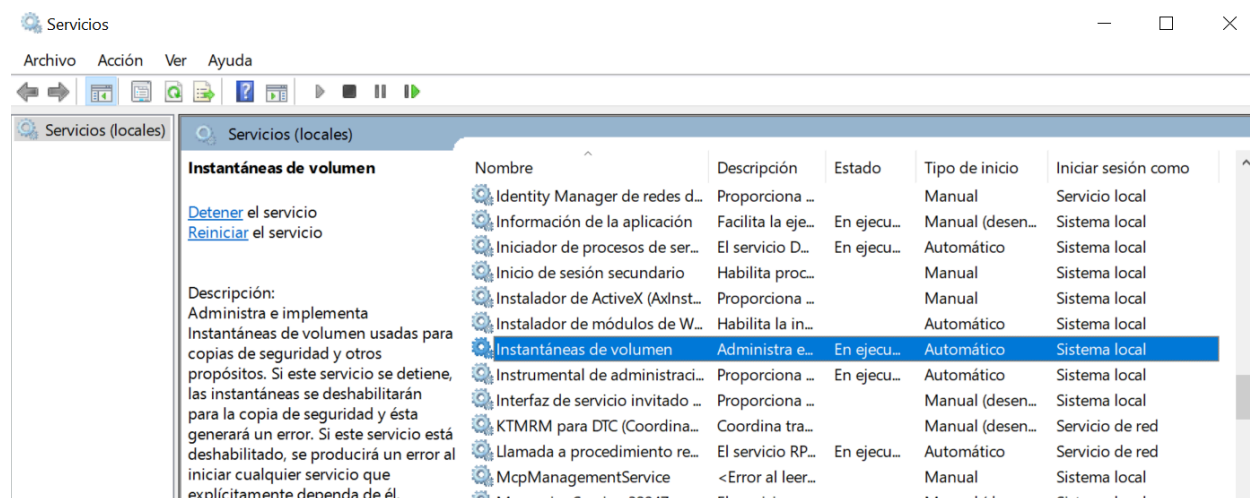 Servicios
Archivo Acción Ver Ayuda
Servicios (locales)
Servicios (locales)
Instantáneas de volumen
Detener el servicio
Reiniciar el servicio
Descripción:
Administra e implementa
Instantáneas de volumen usadas para
copias de seguridad y otros
propósitos. Si este servicio se detiene,
las instantáneas se deshabilitarán
para la copia de seguridad y ésta
generará un error. Si este servicio está
deshabilitado, se producirá un error al
iniciar cualquier servicio que
explícitamente dependa de él.
Nombre Descripción Estado Tipo de inicio Iniciar sesión como
Identity Manager de redes d... Proporciona ... Manual Servicio local
Información de la aplicación Facilita la eje... En ejecu... Manual (desen... Sistema local
Iniciador de procesos de ser... El servicio D... En ejecu... Automático Sistema local
Inicio de sesión secundario Habilita proc... Manual Sistema local
Instalador de ActiveX (AxInst... Proporciona ... Manual Sistema local
Instalador de módulos de W... Habilita la in... Automático Sistema local
Instantáneas de volumen Administra e... En ejecu... Automático Sistema local
Instrumental de administraci... Proporciona ... En ejecu... Automático Sistema local
Interfaz de servicio invitado ... Proporciona ... Manual (desen... Sistema local
KTMRM para DTC (Coordina... Coordina tra... Manual (desen... Servicio de red
Llamada a procedimiento re... El servicio RP... En ejecu... Automático Servicio de red
McpManagementService <Error al leer... Manual Sistema local